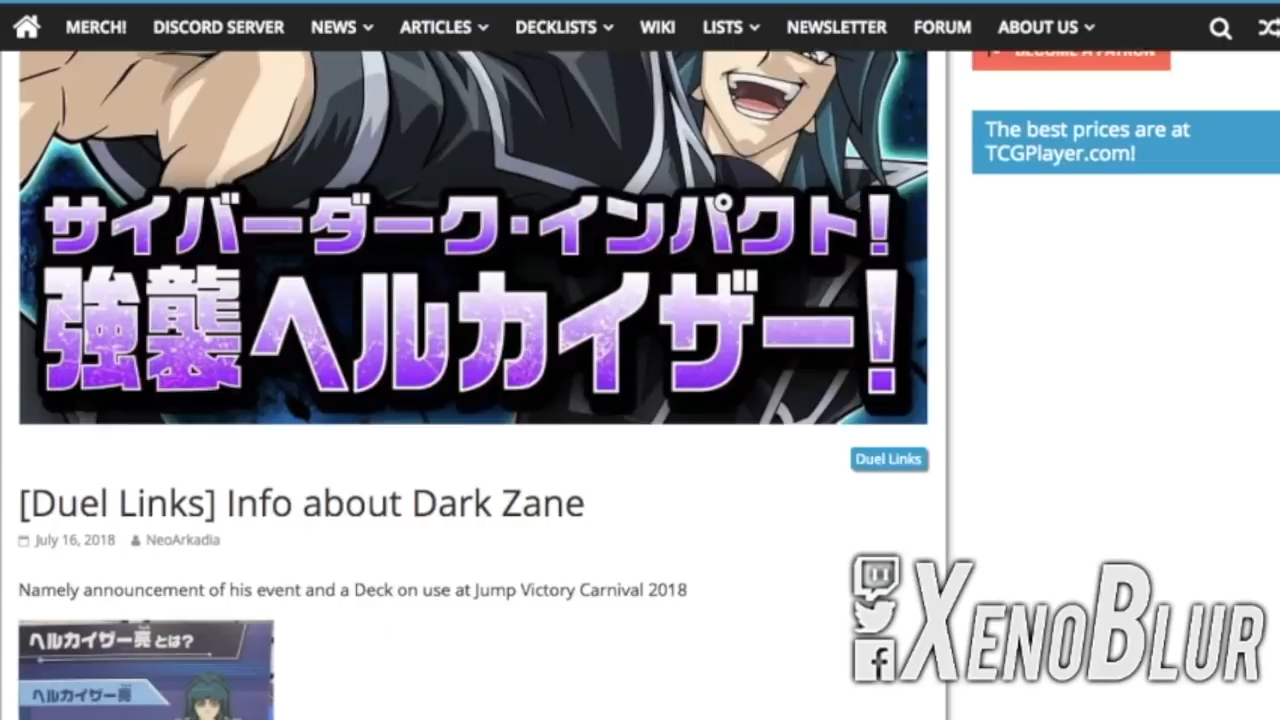 MERCH! DISCORD SERVER NEWS ARTICLES DECKLISTS WIKI LISTS NEWSLETTER FORUM ABOUT US
BECOME A PATRON
The best prices are at
TCGPlayer.com!
サイバーダーク・インパクト!
強襲ヘルカイザー!
Duel Links
[Duel Links] Info about Dark Zane
July 16, 2018 NeoArkadia
Namely announcement of his event and a Deck on use at Jump Victory Carnival 2018
ヘルカイザー亮とは?
ヘルカイザー亮
XENOBLUR